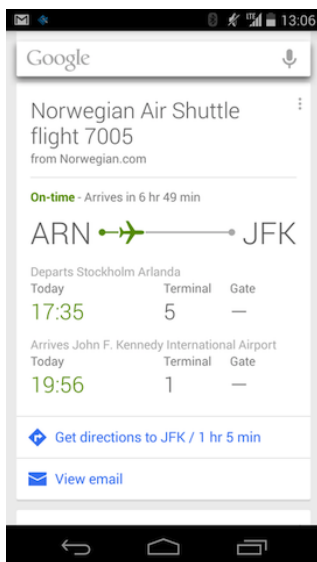 LTE 13:06
Google
Norwegian Air Shuttle
flight 7005
from Norwegian.com
On-time - Arrives in 6 hr 49 min
ARN JFK
Departs Stockholm Arlanda
Today Terminal Gate
17:35 5 —
Arrives John F. Kennedy International Airport
Today Terminal Gate
19:56 1 —
Get directions to JFK / 1 hr 5 min
View email